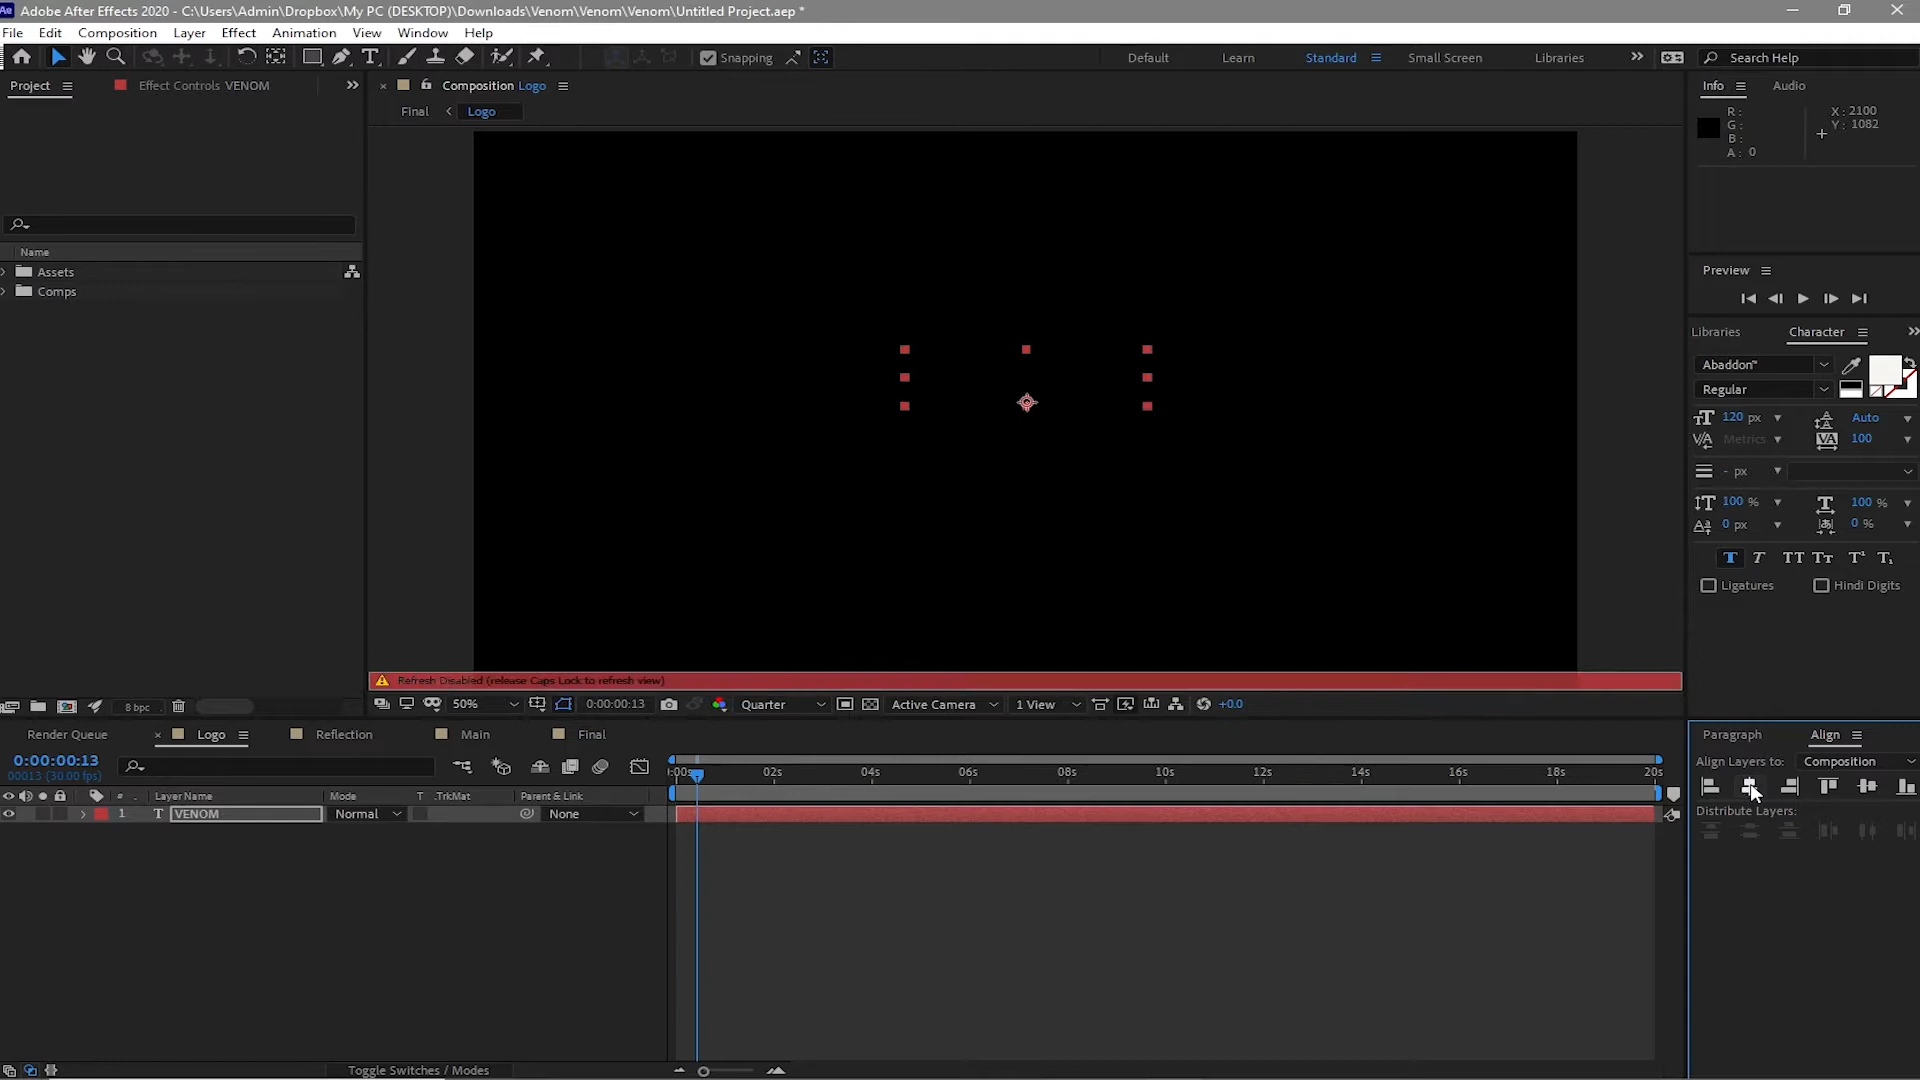 Adobe After Effects 2020 - C:\Users\Admin\Dropbox\My PC (DESKTOP)\Downloads\Venom\Venom\Venom\Untitled Project.aep *
File Edit Composition Layer Effect Animation View Window Help
Snapping Default Learn Standard Small Screen Libraries Search Help
Project Effect Controls VENOM Composition Logo Info Audio
Final Logo
R: X: 2100
G: Y: 1082
B:
A: 0
Name
Assets
Comps
Preview
Libraries Character
Abaddon™
Regular
120 px Auto
Metrics 100
- px
100 % 100 %
0 px 0 %
T T TT Tт T¹ T₁
Ligatures Hindi Digits
Refresh Disabled (release Caps Lock to refresh view)
8 bpc 50% 0:00:00:13 Quarter Active Camera 1 View +0.0
Render Queue Logo Reflection Main Final
Paragraph Align
0:00:00:13
00013 (30.00 fps)
:00s 02s 04s 06s 08s 10s 12s 14s 16s 18s 20s
Align Layers to: Composition
# Layer Name Mode T .TrkMat Parent & Link
1 T VENOM Normal None
Distribute Layers:
Toggle Switches / Modes